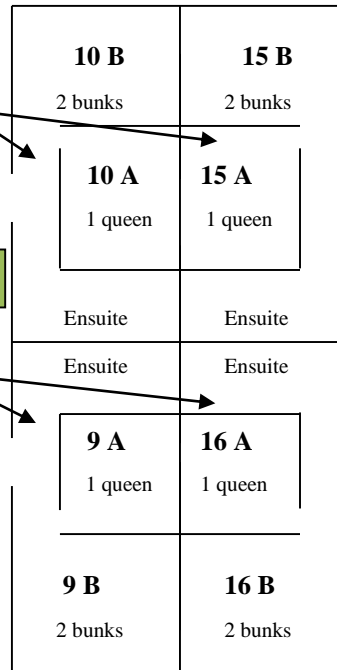 10 B 15 B
2 bunks 2 bunks
10 A 15 A
1 queen 1 queen
Ensuite Ensuite
Ensuite Ensuite
9 A 16 A
1 queen 1 queen
9 B 16 B
2 bunks 2 bunks